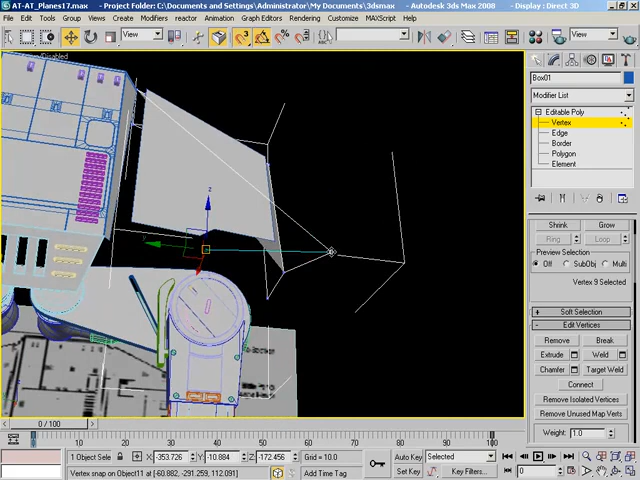 AT-AT_Planes17.max - Project Folder: C:\Documents and Settings\Administrator\My Documents\3dsmax - Autodesk 3ds Max 2008 - Display : Direct 3D
Edit Tools Group Views Create Modifiers reactor Animation Graph Editors Rendering Customize MAXScript Help
View
View
Box01
Modifier List
Editable Poly
Vertex
Edge
Border
Polygon
Element
Shrink Grow
Ring Loop
Preview Selection
Off SubObj Multi
Vertex 9 Selected
Soft Selection
Edit Vertices
Remove Break
Extrude Weld
Chamfer Target Weld
Connect
Remove Isolated Vertices
Remove Unused Map Verts
Weight: 1.0
0 / 100
0 10 20 30 40 50 60 70 80 90 100
1 Object Sele X: -353.726 Y: -10.884 Z: -172.456 Grid = 10.0 Auto Key Selected
Vertex snap on Object11 at [-60.882, -291.259, 112.091] Add Time Tag Set Key Key Filters... 0